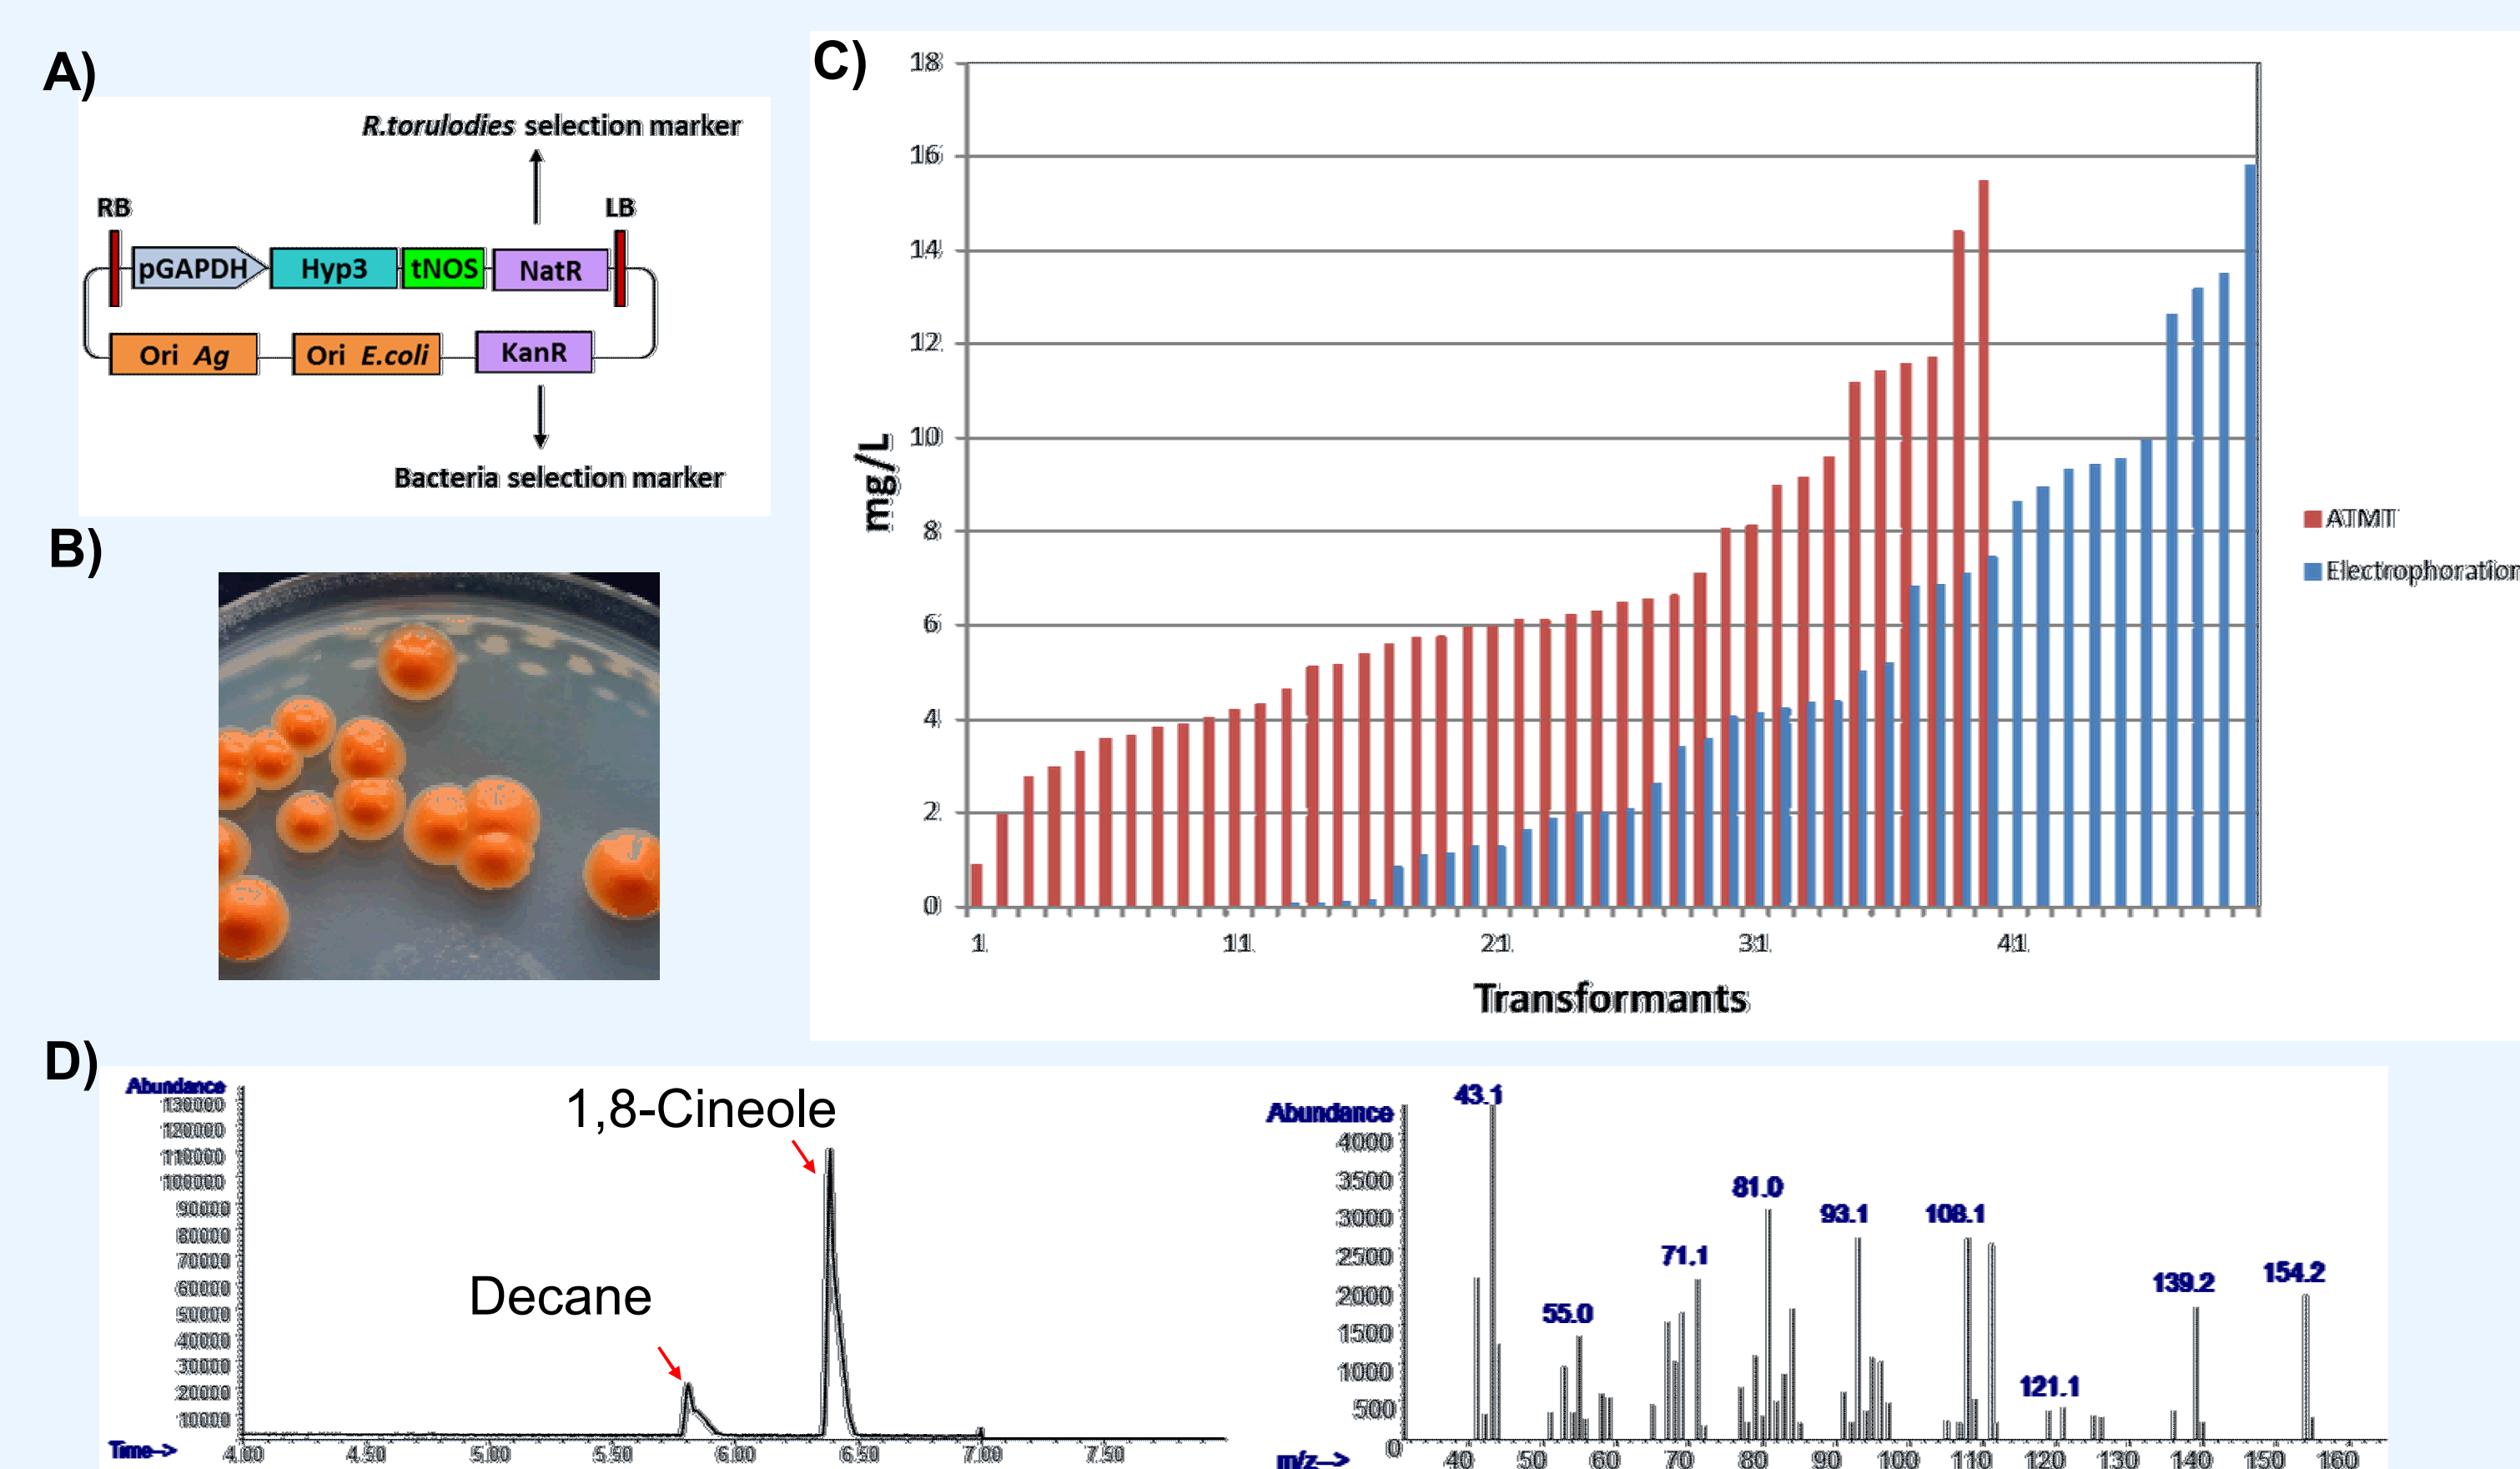 A)
R.torulodies selection marker
RB
LB
pGAPDH
Hyp3
tNOS
NatR
Ori Ag
Ori E.coli
KanR
Bacteria selection marker
B)
C)
18
16
14
12
10
8
6
4
2
0
mg/L
1
11
21
31
41
Transformants
ATMT
Electrophoration
D)
Abundance
130000
120000
110000
100000
90000
80000
70000
60000
50000
40000
30000
20000
10000
Time-->
4.00
4.50
5.00
5.50
6.00
6.50
7.00
7.50
1,8-Cineole
Decane
Abundance
4000
3500
3000
2500
2000
1500
1000
500
0
m/z-->
40
50
60
70
80
90
100
110
120
130
140
150
160
43.1
55.0
71.1
81.0
93.1
108.1
121.1
139.2
154.2